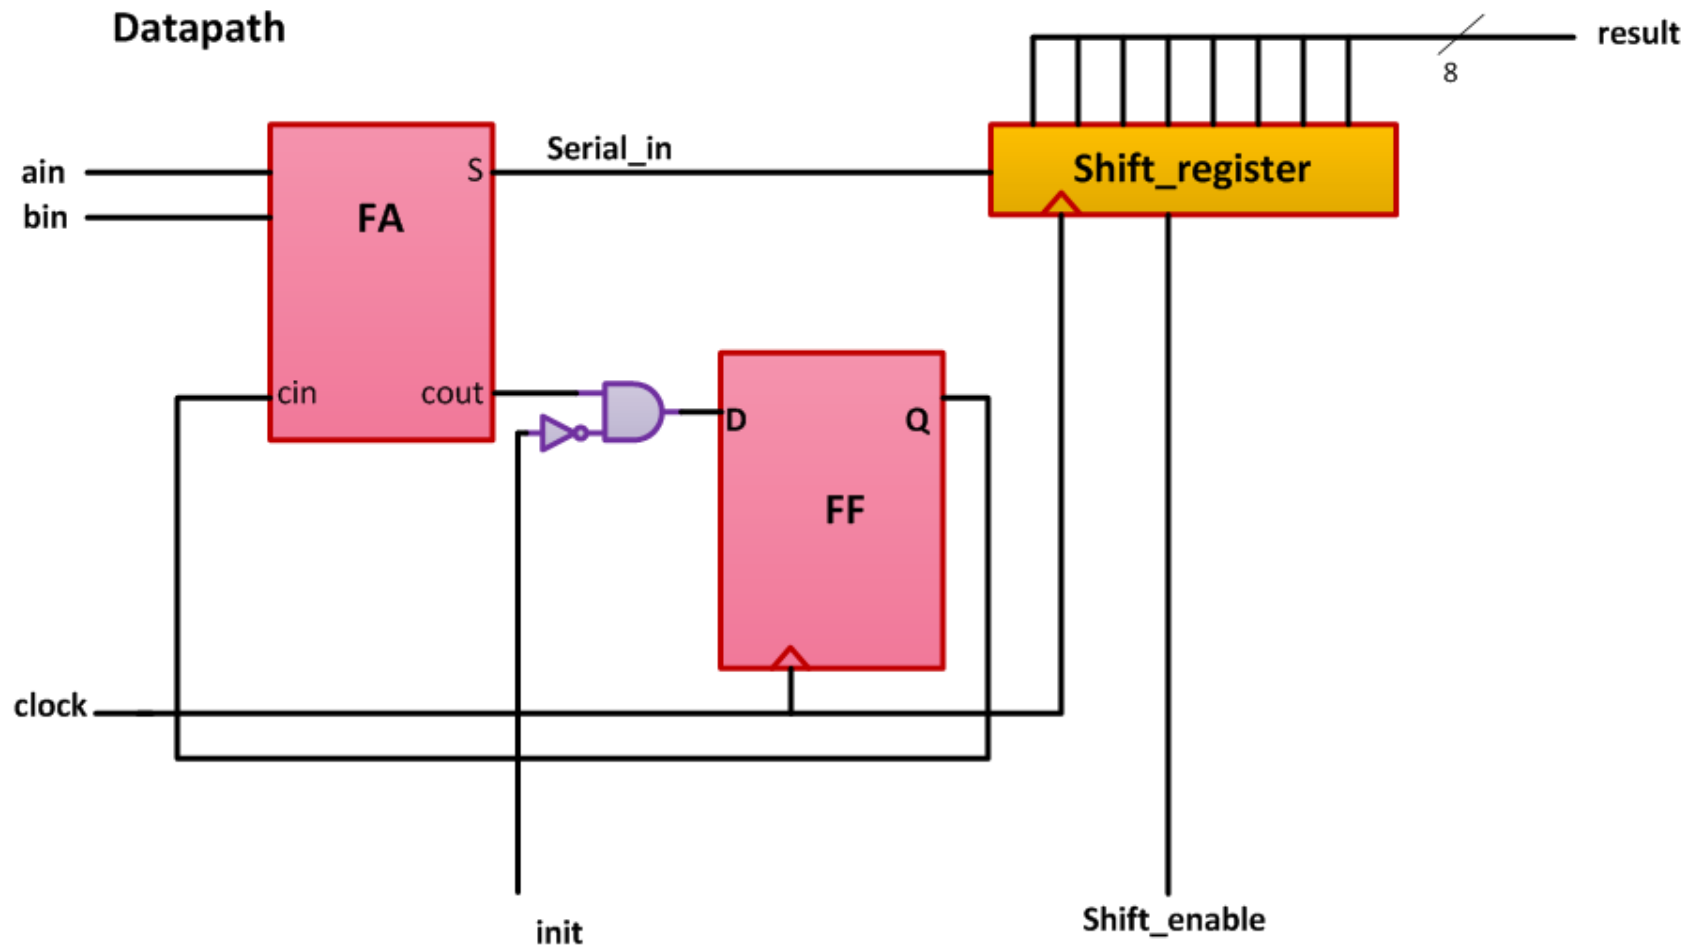 Datapath
result
8
ain
bin
S
FA
Serial_in
Shift_register
cin
cout
D
Q
FF
clock
init
Shift_enable